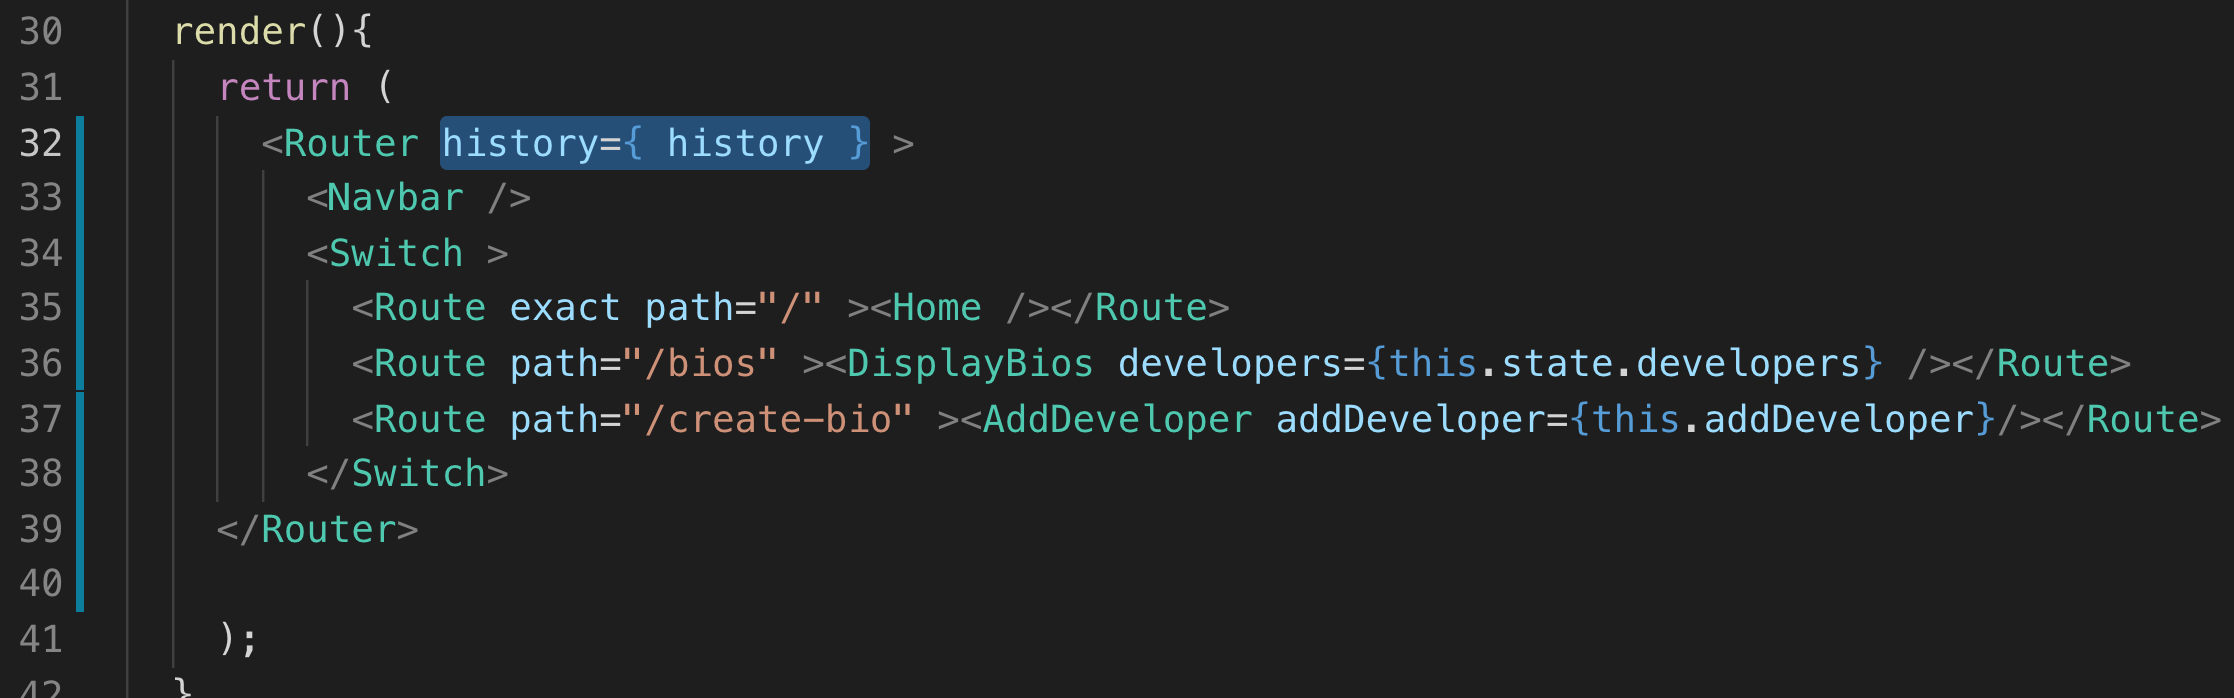 30 render(){
31 return (
32 <Router history={ history } >
33 <Navbar />
34 <Switch >
35 <Route exact path="/" ><Home /></Route>
36 <Route path="/bios" ><DisplayBios developers={this.state.developers} /></Route>
37 <Route path="/create-bio" ><AddDeveloper addDeveloper={this.addDeveloper}/></Route>
38 </Switch>
39 </Router>
40
41 );
42 }